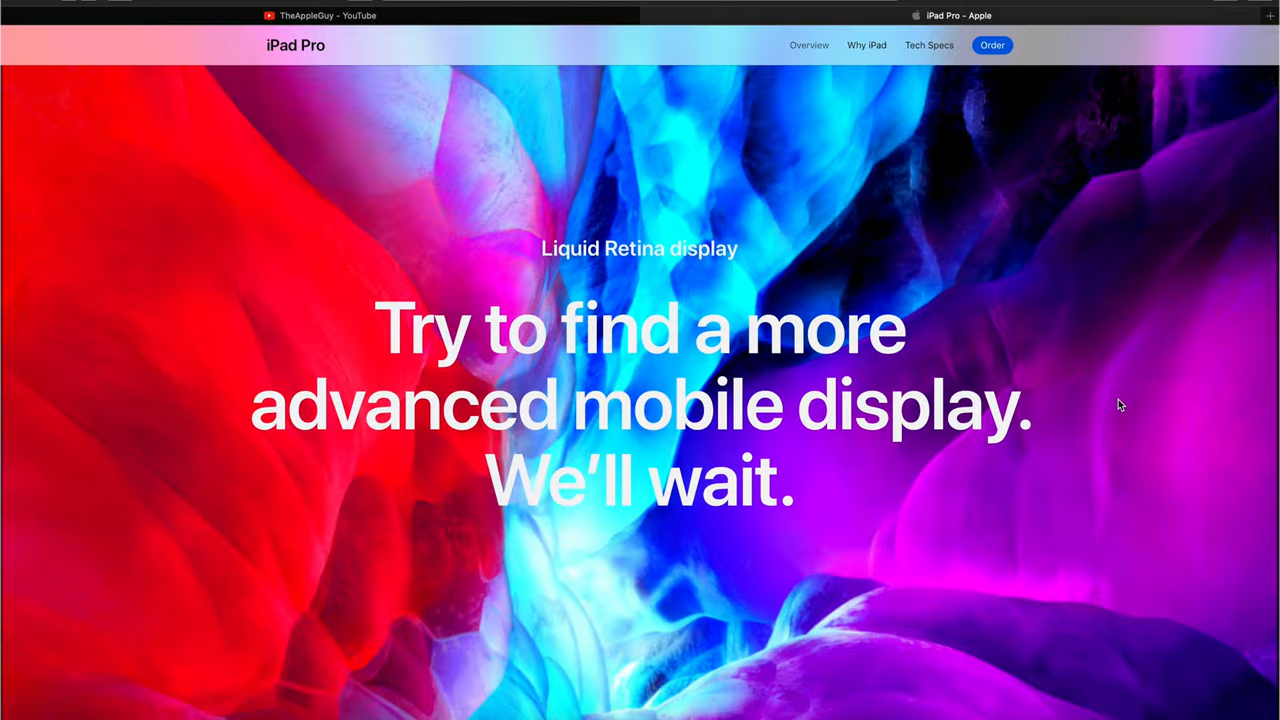 TheAppleGuy - YouTube
iPad Pro - Apple
iPad Pro
Overview
Why iPad
Tech Specs
Order
Liquid Retina display
Try to find a more
advanced mobile display.
We’ll wait.